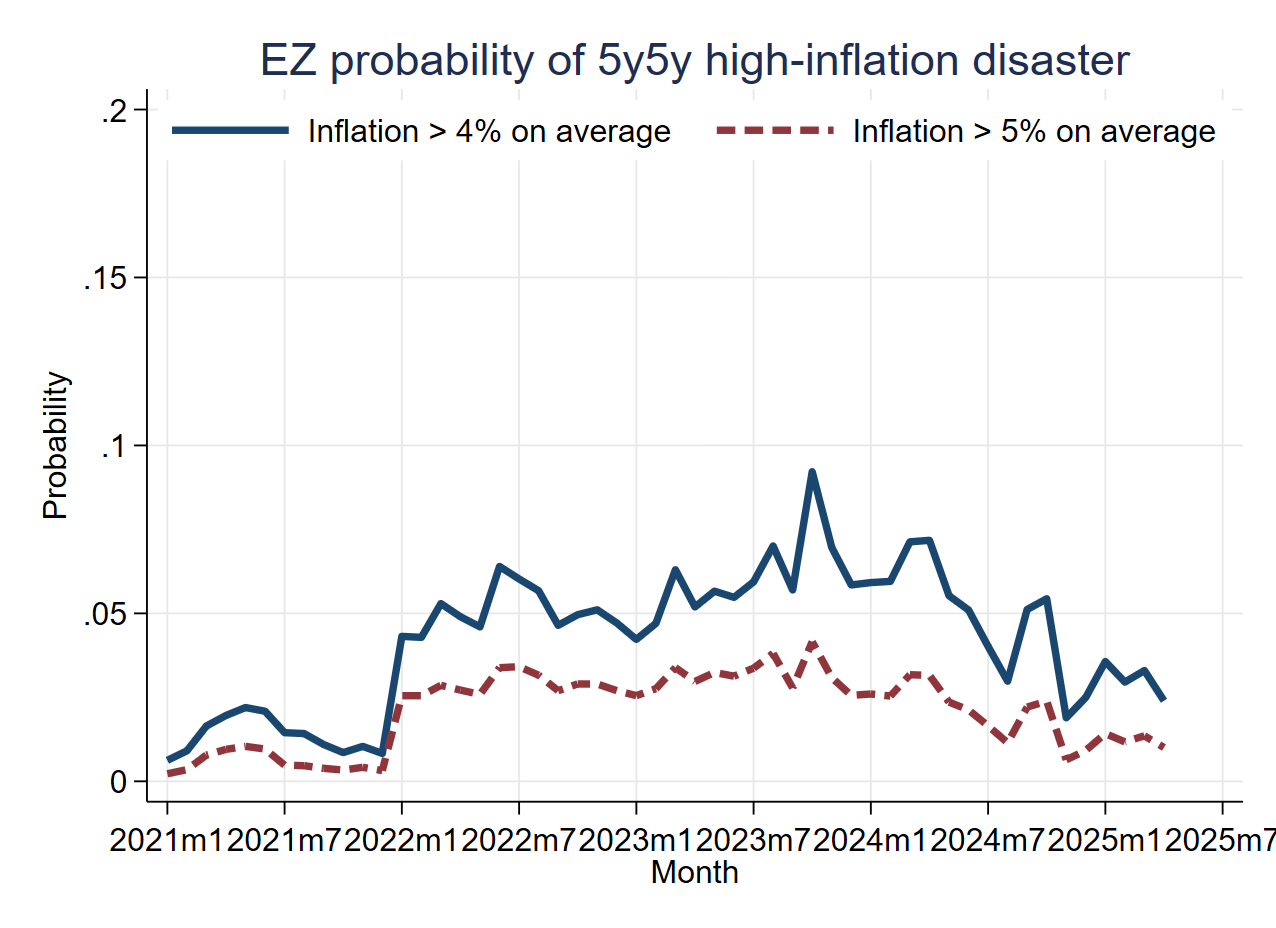 EZ probability of 5y5y high-inflation disaster
Inflation > 4% on average
Inflation > 5% on average
.2
.15
.1
.05
0
Probability
2021m1 2021m7 2022m1 2022m7 2023m1 2023m7 2024m1 2024m7 2025m1 2025m7
Month